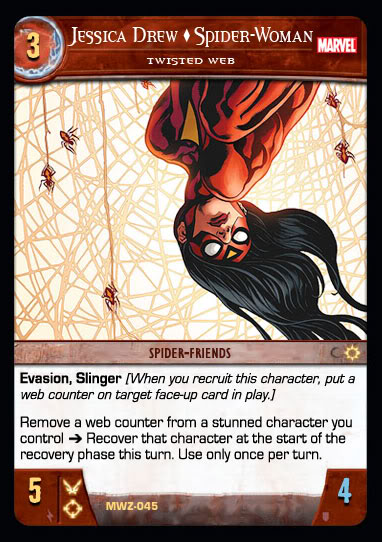 3
Jessica Drew ♦ Spider-Woman
MARVEL
TWISTED WEB
SPIDER-FRIENDS
C
Evasion, Slinger [When you recruit this character, put a
web counter on target face-up card in play.]
Remove a web counter from a stunned character you
control ➔ Recover that character at the start of the
recovery phase this turn. Use only once per turn.
5
MWZ-045
4